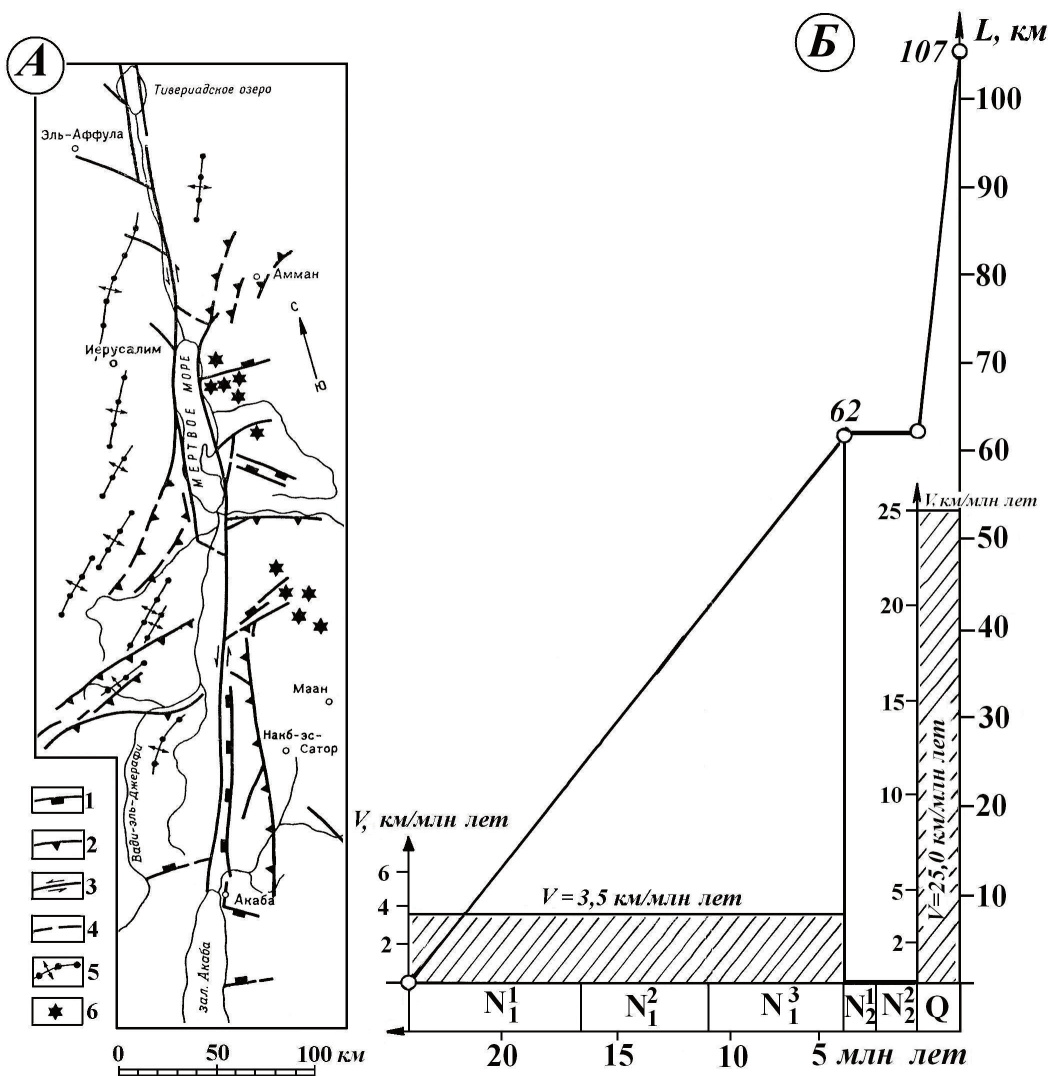 А
Тивериадское озеро
Эль-Аффула
Амман
С
Ю
Иерусалим
МЕРТВОЕ МОРЕ
Маан
Накб-эс-
Сатор
Вади-эль-Джерафи
Акаба
зал. Акаба
1
2
3
4
5
6
0 50 100 км
Б
L, км
107
100
90
80
70
62
60
50
40
30
20
10
V, км/млн лет
25
20
15
10
5
2
V=25,0 км/млн лет
V, км/млн лет
6
4
2
V = 3,5 км/млн лет
N₁¹ N₁² N₁³ N₂¹ N₂² Q
20 15 10 5 млн лет